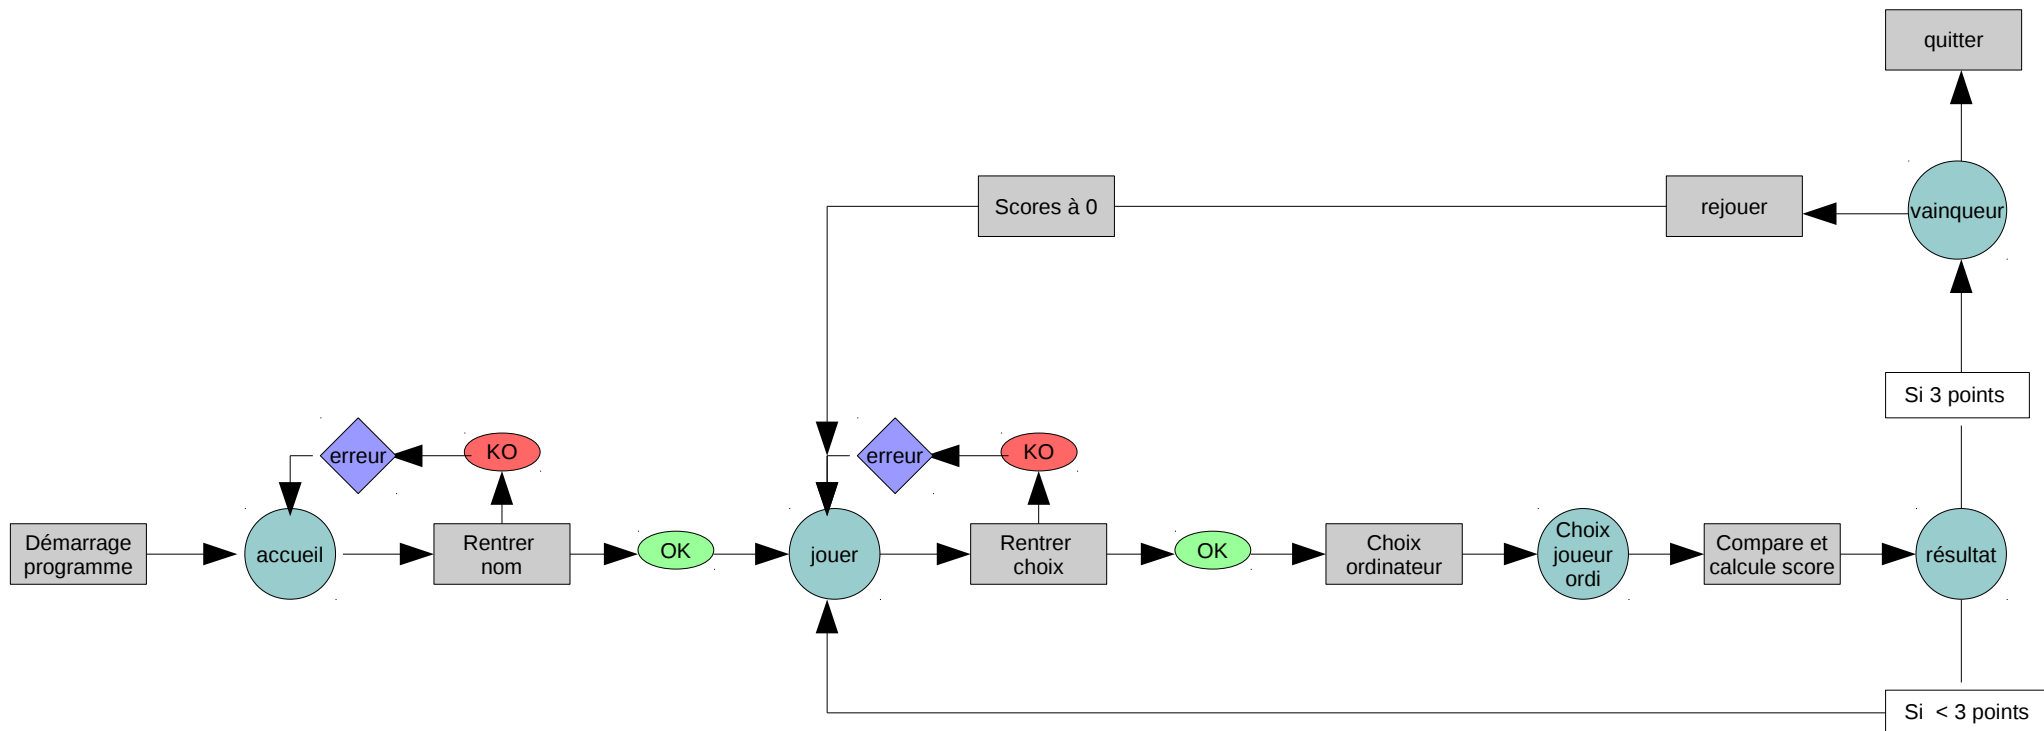 quitter
Scores à 0
rejouer
vainqueur
Si 3 points
erreur
KO
erreur
KO
Démarrage
programme
accueil
Rentrer
nom
OK
jouer
Rentrer
choix
OK
Choix
ordinateur
Choix
joueur
ordi
Compare et
calcule score
résultat
Si < 3 points